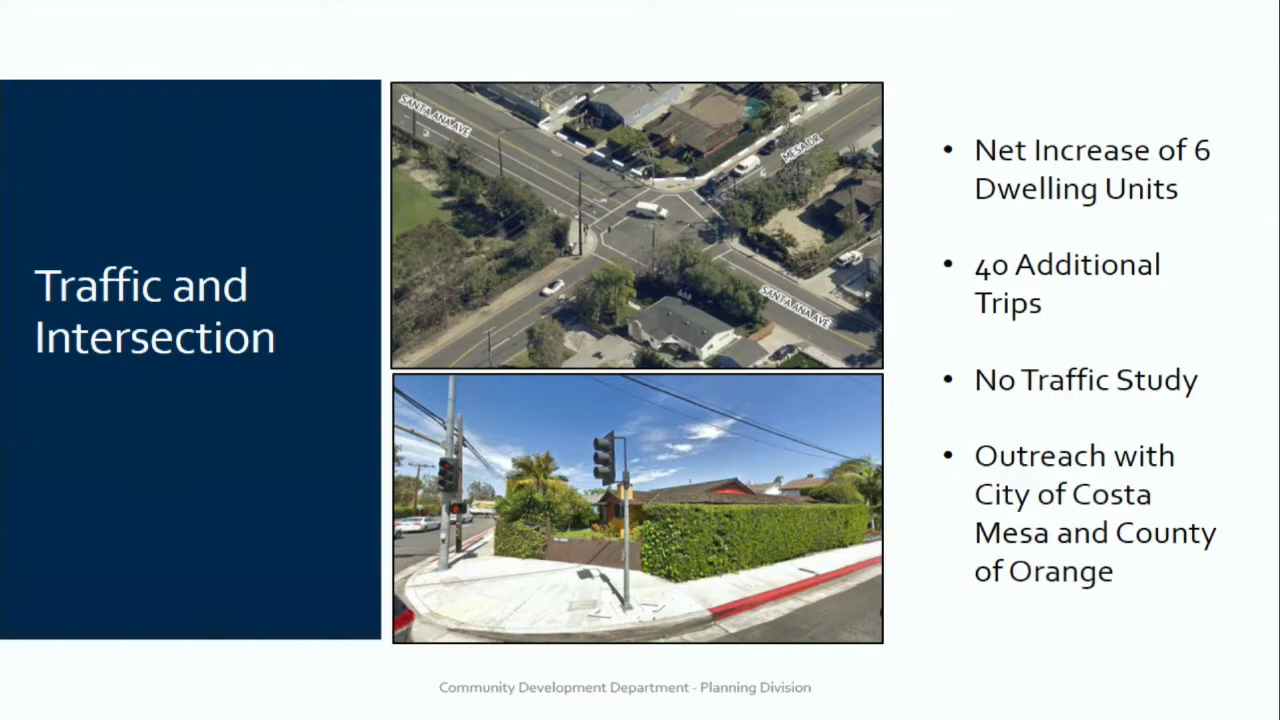 Traffic and
Intersection
SANTA ANA AVE
MESA DR
SANTA ANA AVE
• Net Increase of 6
Dwelling Units
• 40 Additional
Trips
• No Traffic Study
• Outreach with
City of Costa
Mesa and County
of Orange
Community Development Department - Planning Division